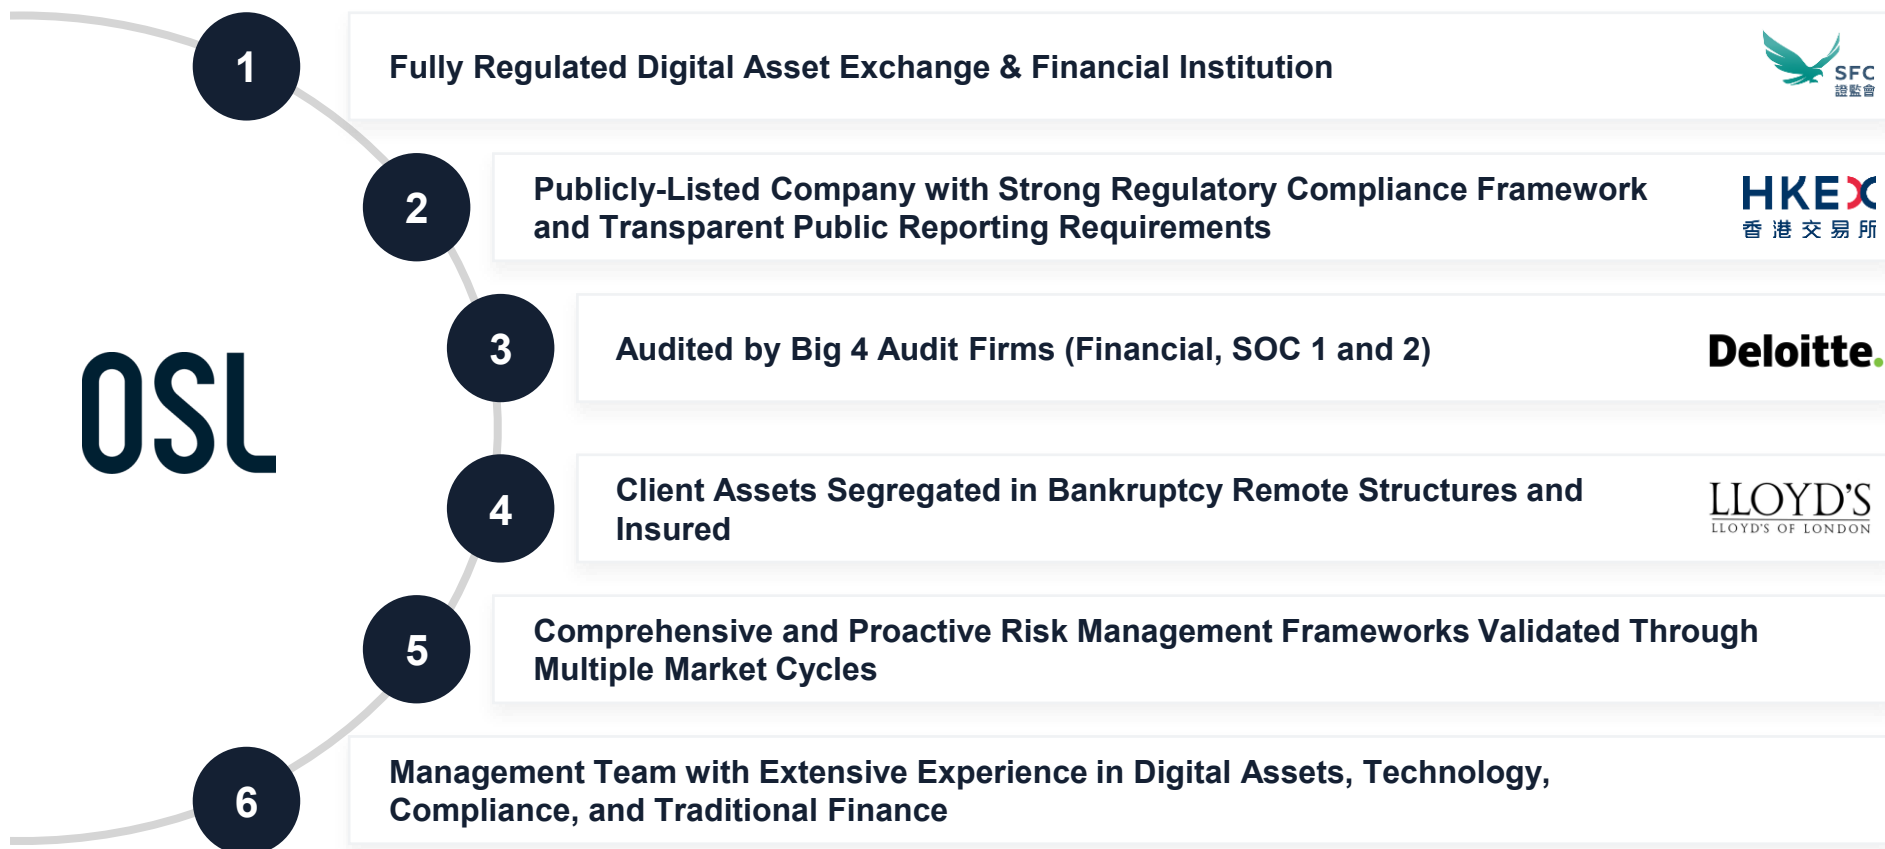 1
Fully Regulated Digital Asset Exchange & Financial Institution
SFC
證監會
2
Publicly-Listed Company with Strong Regulatory Compliance Framework
and Transparent Public Reporting Requirements
HKEX
香港交易所
3
Audited by Big 4 Audit Firms (Financial, SOC 1 and 2)
Deloitte.
OSL
4
Client Assets Segregated in Bankruptcy Remote Structures and
Insured
LLOYD'S
LLOYD'S OF LONDON
5
Comprehensive and Proactive Risk Management Frameworks Validated Through
Multiple Market Cycles
6
Management Team with Extensive Experience in Digital Assets, Technology,
Compliance, and Traditional Finance